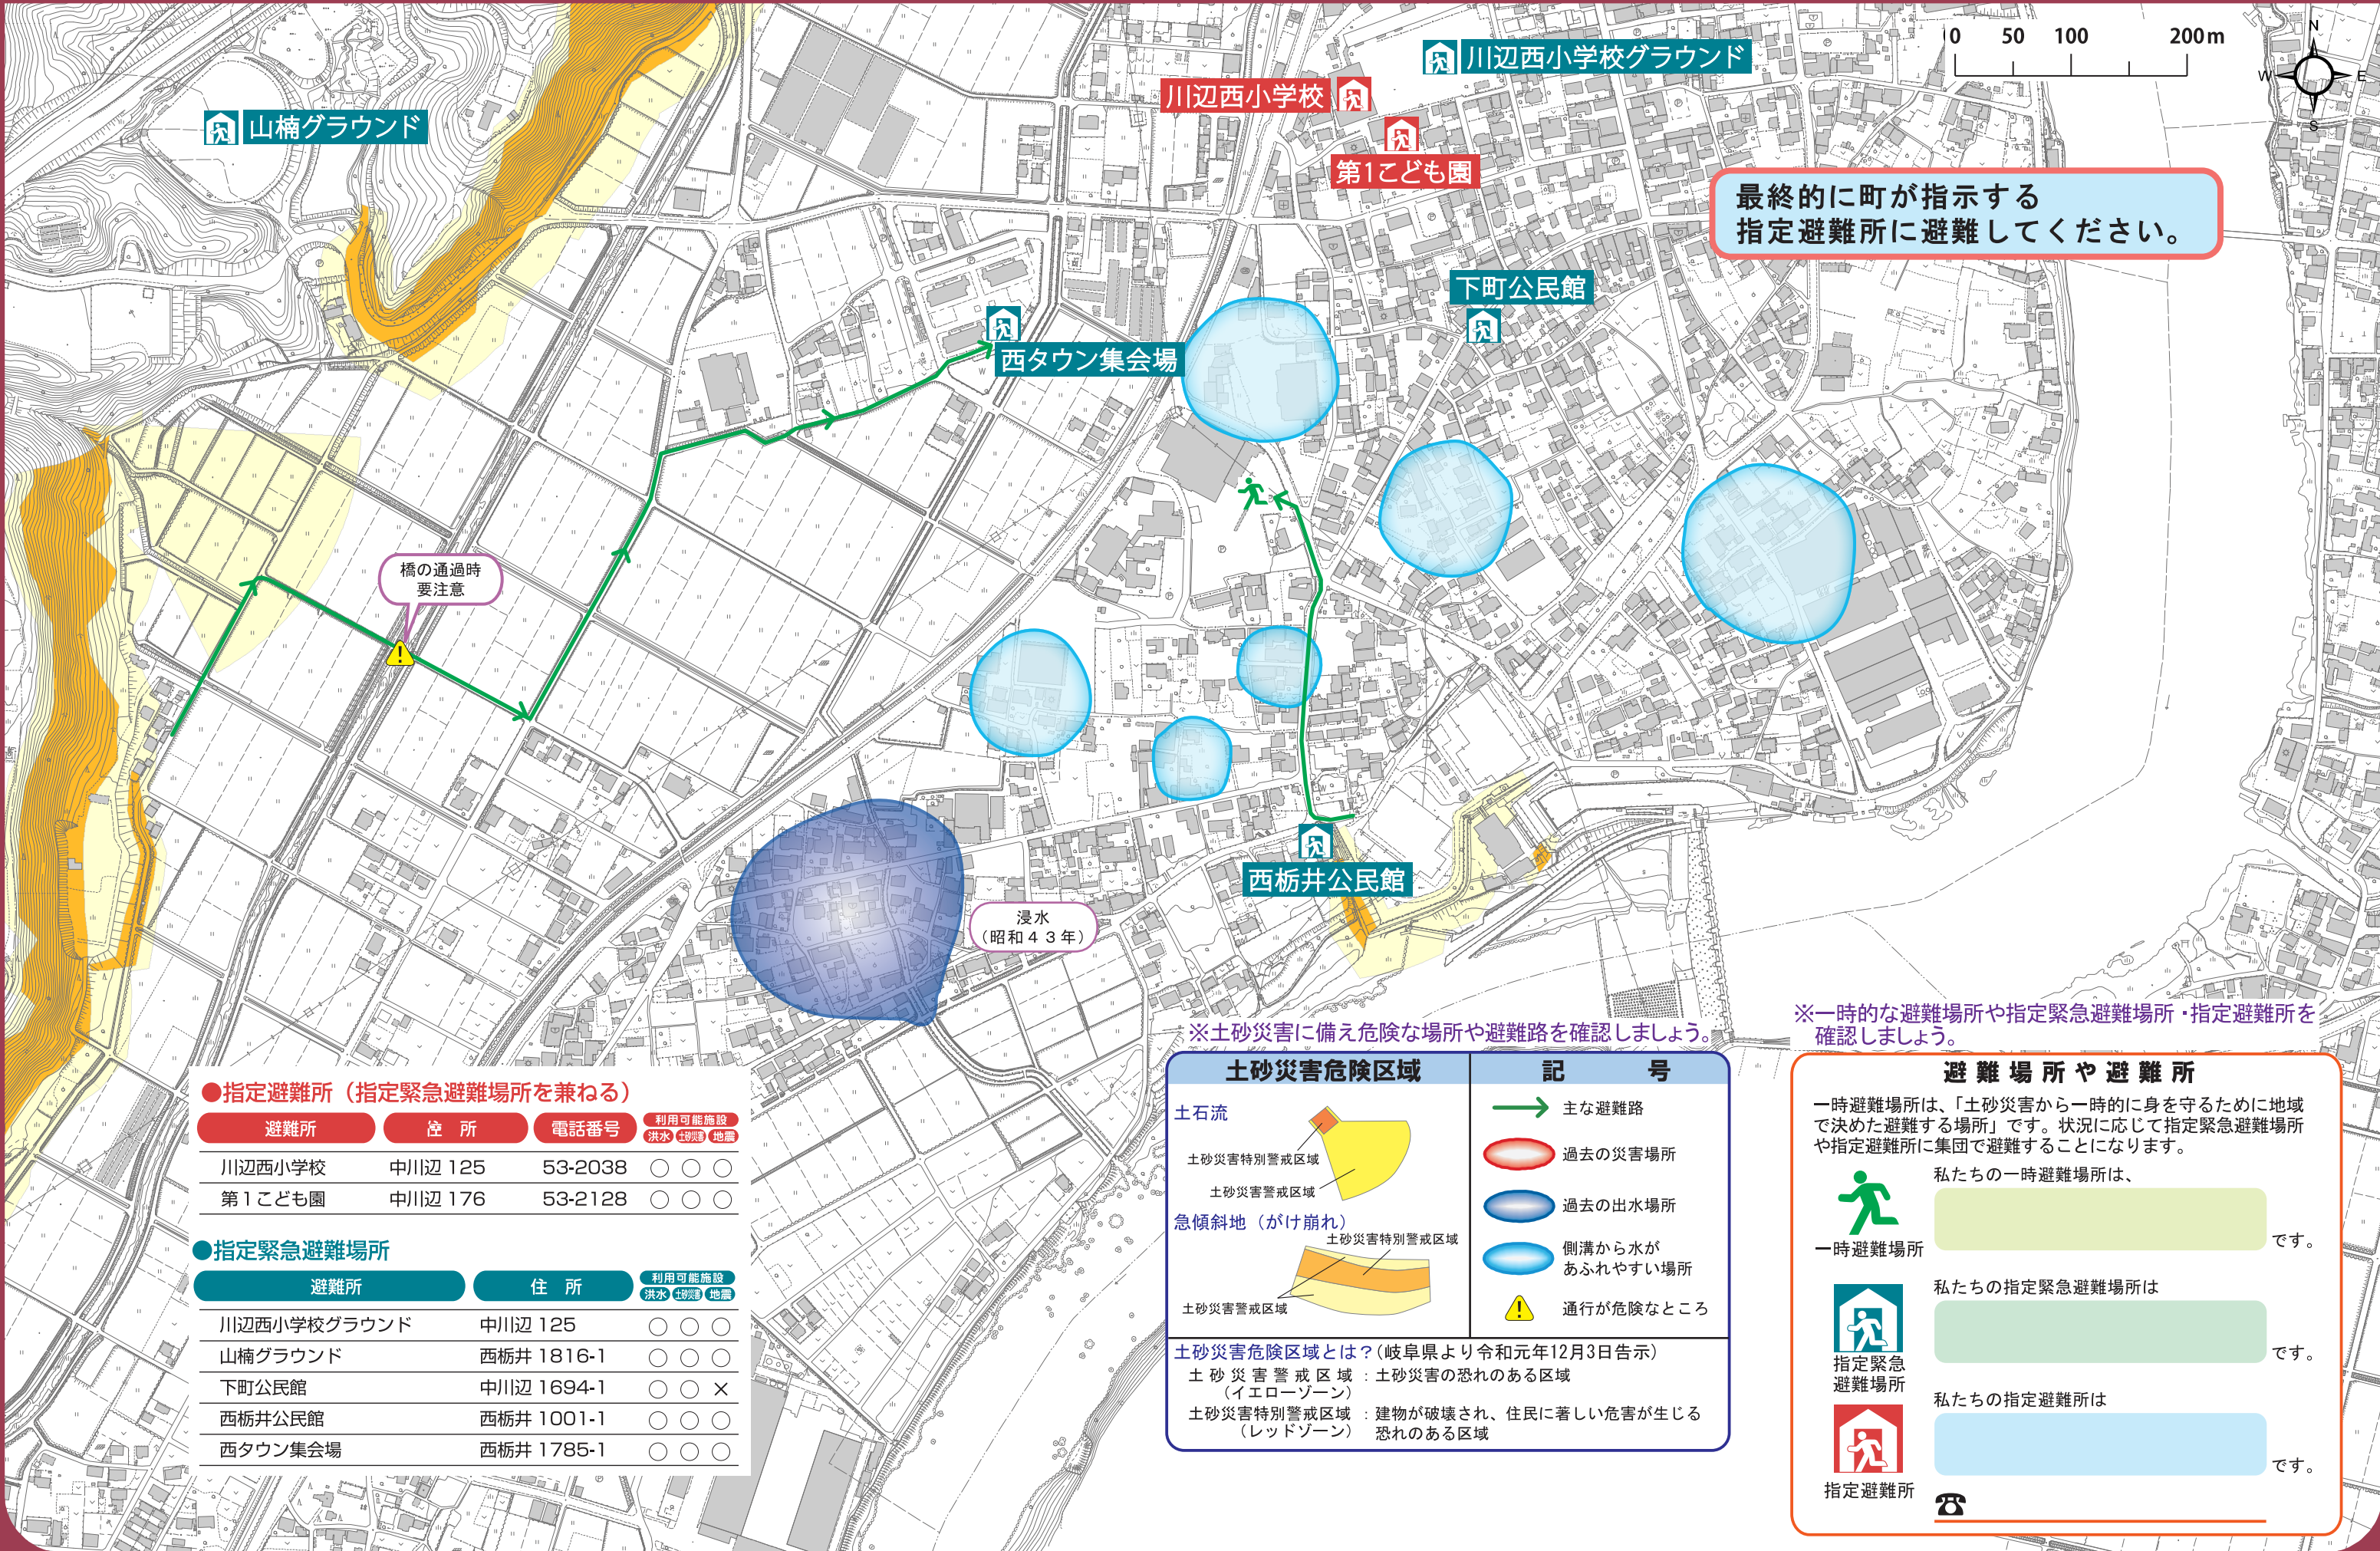 川辺西小学校グラウンド
川辺西小学校
第1こども園
山楠グラウンド
0 50 100 200m
N
W E
S
最終的に町が指示する
指定避難所に避難してください。
下町公民館
西タウン集会場
橋の通過時
要注意
西栃井公民館
浸水
(昭和43年)
●指定避難所(指定緊急避難場所を兼ねる)
避難所 住 所 電話番号 利用可能施設
洪水 土砂災害 地震
川辺西小学校 中川辺 125 53-2038 ○ ○ ○
第1こども園 中川辺 176 53-2128 ○ ○ ○
●指定緊急避難場所
避難所 住 所 利用可能施設
洪水 土砂災害 地震
川辺西小学校グラウンド 中川辺 125 ○ ○ ○
山楠グラウンド 西栃井 1816-1 ○ ○ ○
下町公民館 中川辺 1694-1 ○ ○ ×
西栃井公民館 西栃井 1001-1 ○ ○ ○
西タウン集会場 西栃井 1785-1 ○ ○ ○
※土砂災害に備え危険な場所や避難路を確認しましょう。
土砂災害危険区域
土石流
土砂災害特別警戒区域
土砂災害警戒区域
急傾斜地(がけ崩れ)
土砂災害特別警戒区域
土砂災害警戒区域
記 号
主な避難路
過去の災害場所
過去の出水場所
側溝から水が
あふれやすい場所
通行が危険なところ
土砂災害危険区域とは?(岐阜県より令和元年12月3日告示)
土砂災害警戒区域 : 土砂災害の恐れのある区域
(イエローゾーン)
土砂災害特別警戒区域 : 建物が破壊され、住民に著しい危害が生じる
(レッドゾーン) 恐れのある区域
※一時的な避難場所や指定緊急避難場所・指定避難所を
確認しましょう。
避難場所や避難所
一時避難場所は、「土砂災害から一時的に身を守るために地域
で決めた避難する場所」です。状況に応じて指定緊急避難場所
や指定避難所に集団で避難することになります。
私たちの一時避難場所は、
です。
一時避難場所
私たちの指定緊急避難場所は
です。
指定緊急
避難場所
私たちの指定避難所は
です。
指定避難所
☎